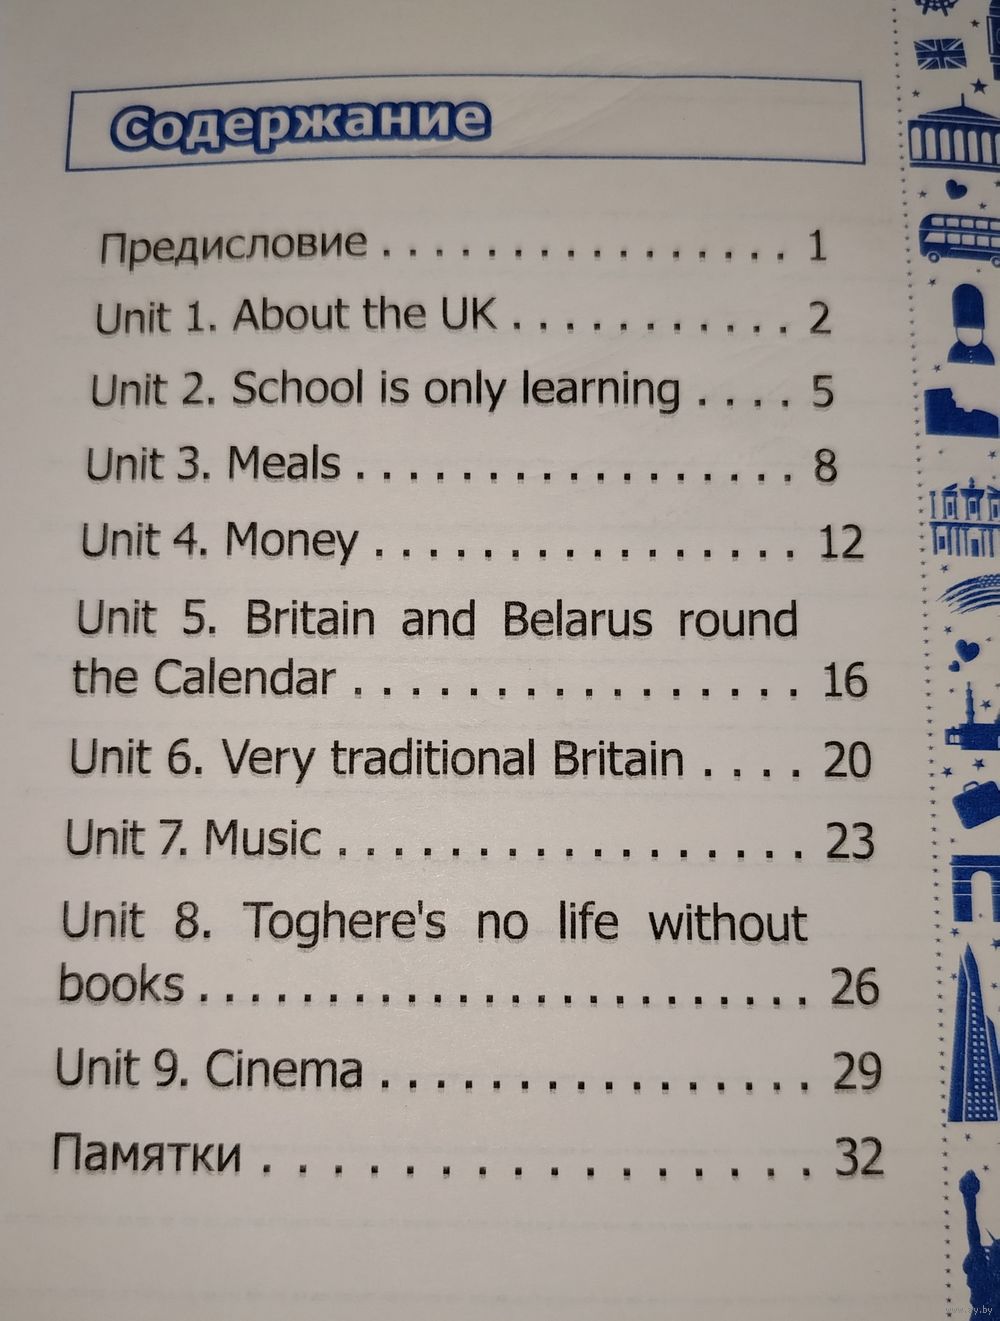 Содержание
Предисловие . . . . . . . . . . . . . . . . 1
Unit 1. About the UK . . . . . . . . . . . 2
Unit 2. School is only learning . . . . 5
Unit 3. Meals . . . . . . . . . . . . . . . . . 8
Unit 4. Money . . . . . . . . . . . . . . . . 12
Unit 5. Britain and Belarus round
the Calendar . . . . . . . . . . . . . . . . 16
Unit 6. Very traditional Britain . . . . 20
Unit 7. Music . . . . . . . . . . . . . . . . . 23
Unit 8. Toghere's no life without
books . . . . . . . . . . . . . . . . . . . . . . 26
Unit 9. Cinema . . . . . . . . . . . . . . . . 29
Памятки . . . . . . . . . . . . . . . 32